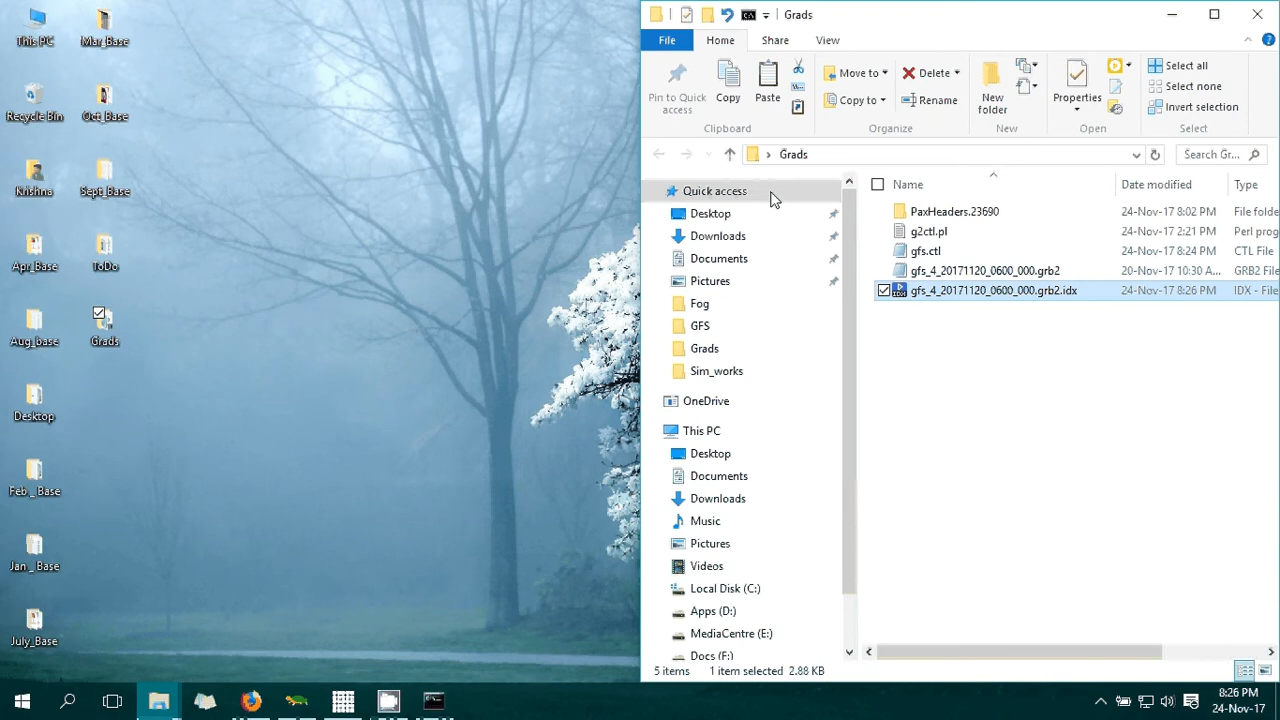 This PC
Mar_Base
Recycle Bin
Oct_Base
Krishna
Sept_Base
Apr_Base
ToDo
Aug_base
Grads
Desktop
Feb _ Base
Jan _ Base
July_Base
Grads
File
Home
Share
View
Pin to Quick access
Copy
Paste
Clipboard
Move to
Copy to
Delete
Rename
Organize
New folder
New
Properties
Open
Select all
Select none
Invert selection
Select
Grads
Search Gr...
Quick access
Desktop
Downloads
Documents
Pictures
Fog
GFS
Grads
Sim_works
OneDrive
This PC
Desktop
Documents
Downloads
Music
Pictures
Videos
Local Disk (C:)
Apps (D:)
MediaCentre (E:)
Docs (F:)
Name Date modified Type
PaxHeaders.23690 24-Nov-17 8:02 PM File folde
g2ctl.pl 24-Nov-17 2:21 PM Perl prog
gfs.ctl 24-Nov-17 8:24 PM CTL File
gfs_4_20171120_0600_000.grb2 20-Nov-17 10:30 A... GRB2 File
gfs_4_20171120_0600_000.grb2.idx 24-Nov-17 8:26 PM IDX - File
5 items 1 item selected 2.88 KB
8:26 PM
24-Nov-17